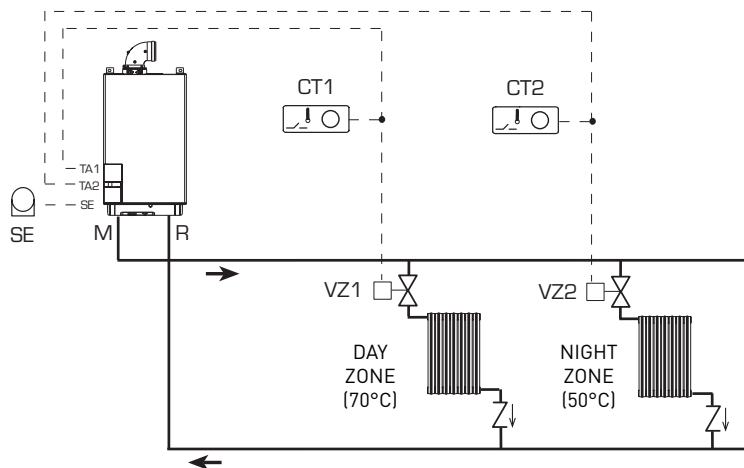 CT1
CT2
TA1
TA2
SE
SE
M
R
VZ1
VZ2
DAY
ZONE
(70°C)
NIGHT
ZONE
(50°C)